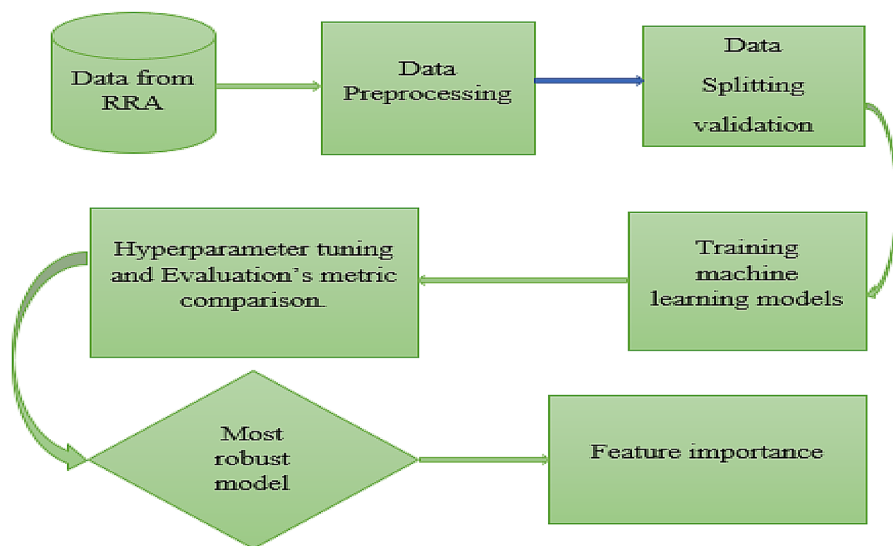 Data from
RRA
Data
Preprocessing
Data
Splitting
validation
Training
machine
learning models
Hyperparameter tuning
and Evaluation’s metric
comparison.
Most
robust
model
Feature importance